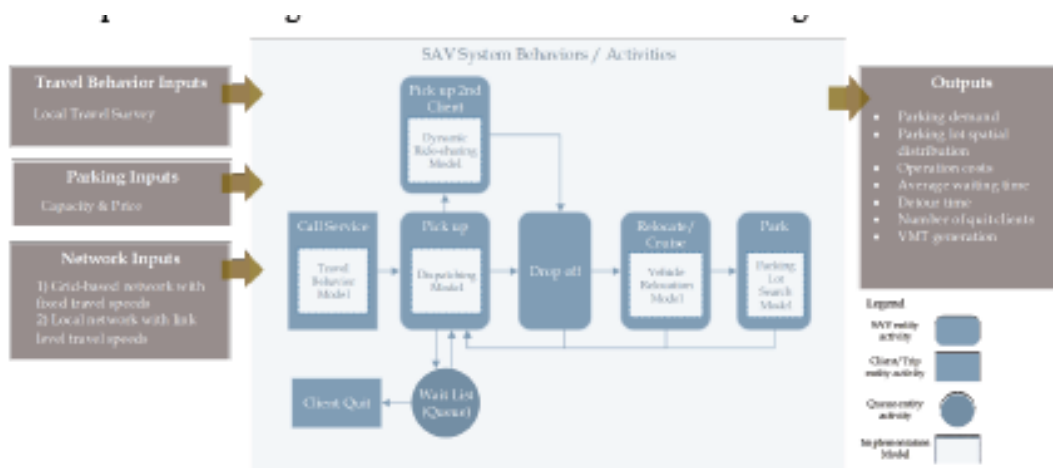 SAV System Behaviors / Activities
Travel Behavior Inputs
Local Travel Survey
Parking Inputs
Capacity & Price
Network Inputs
1) Grid-based network with
fixed travel speeds
2) Local network with link
level travel speeds
Pick up 2nd
Client
Dynamic
Ride-sharing
Model
Call Service
Travel
Behavior
Model
Pick up
Dispatching
Model
Drop off
Relocate/
Cruise
Vehicle
Relocation
Model
Park
Parking
Lot
Search
Model
Client Quit
Wait List
(Queue)
Outputs
• Parking demand
• Parking lot spatial
distribution
• Operation costs
• Average waiting time
• Detour time
• Number of quit clients
• VMT generation
Legend
SAV entity
activity
Client/Trip
entity activity
Queue entity
activity
Implementation
Model